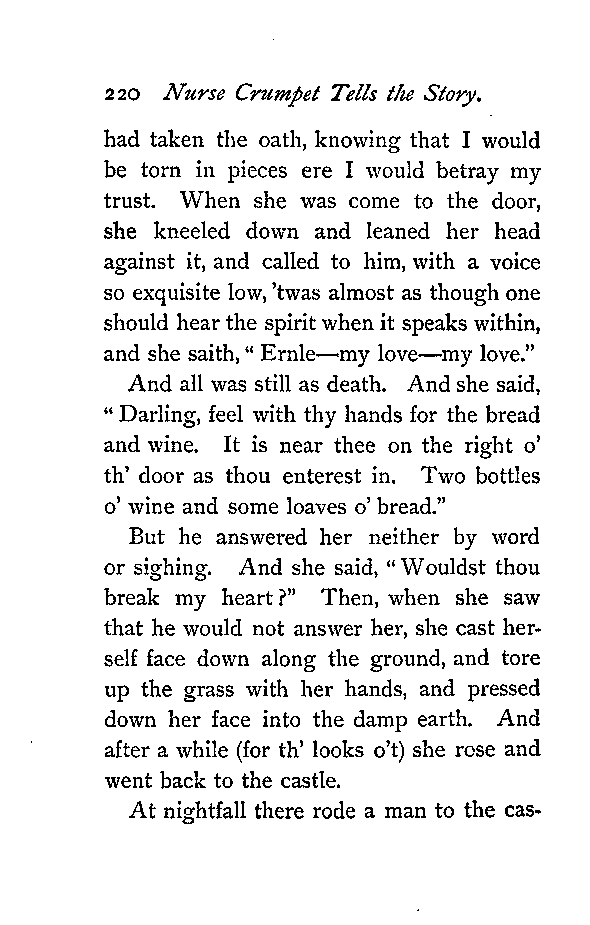 220 Nurse Crumpet Tells the Story.
had taken the oath, knowing that I would
be torn in pieces ere I would betray my
trust. When she was come to the door,
she kneeled down and leaned her head
against it, and called to him, with a voice
so exquisite low, 'twas almost as though one
should hear the spirit when it speaks within,
and she saith, “ Ernle—my love—my love.”
And all was still as death. And she said,
“ Darling, feel with thy hands for the bread
and wine. It is near thee on the right o'
th' door as thou enterest in. Two bottles
o' wine and some loaves o' bread.”
But he answered her neither by word
or sighing. And she said, “ Wouldst thou
break my heart ?” Then, when she saw
that he would not answer her, she cast her-
self face down along the ground, and tore
up the grass with her hands, and pressed
down her face into the damp earth. And
after a while (for th' looks o't) she rose and
went back to the castle.
At nightfall there rode a man to the cas-